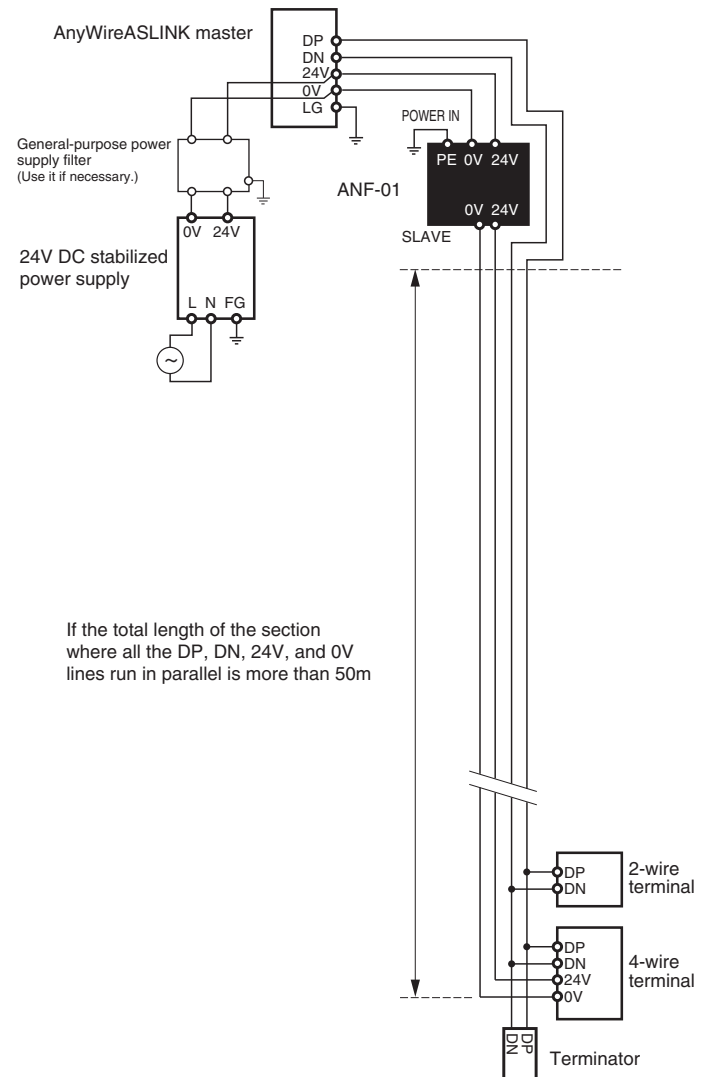 AnyWireASLINK master
DP
DN
24V
0V
LG
General-purpose power
supply filter
(Use it if necessary.)
0V 24V
24V DC stabilized
power supply
L N FG
~
POWER IN
PE 0V 24V
ANF-01
0V 24V
SLAVE
If the total length of the section
where all the DP, DN, 24V, and 0V
lines run in parallel is more than 50m
DP
DN
2-wire
terminal
DP
DN
24V
0V
4-wire
terminal
DN
DP
Terminator